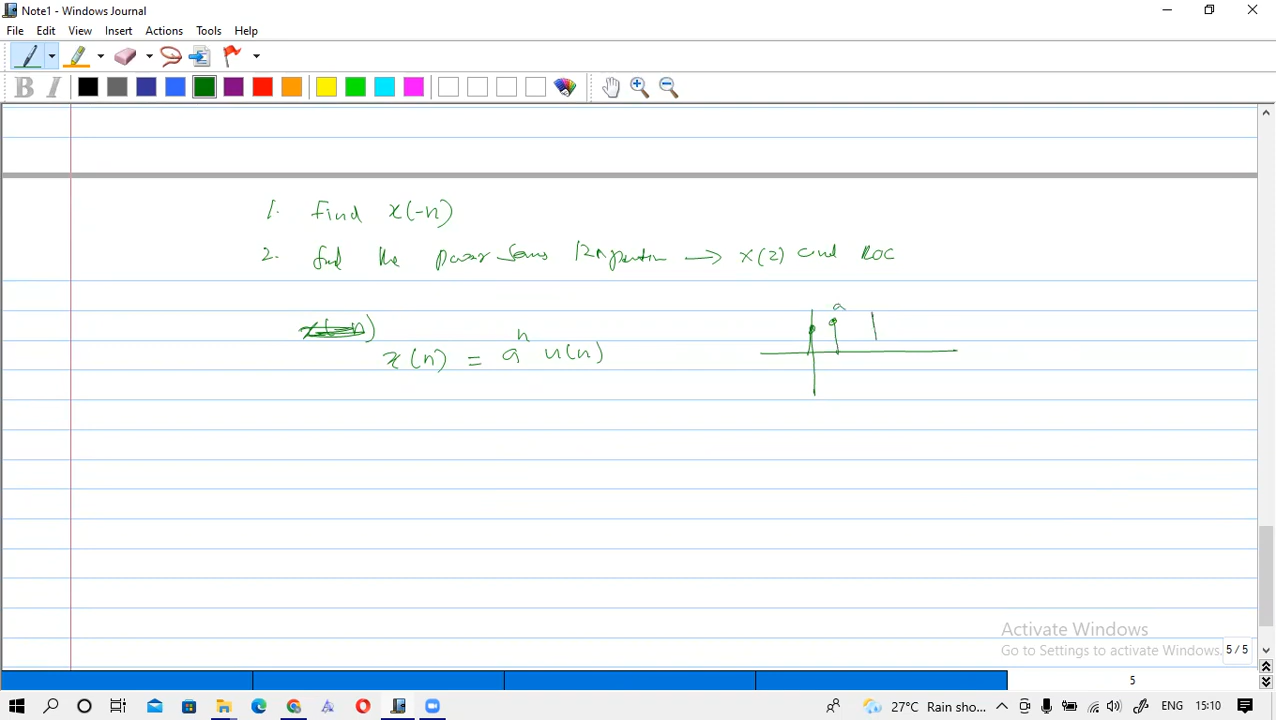 Note1 - Windows Journal
File Edit View Insert Actions Tools Help
B I
1. Find x(-n)
2. find the power Series → X(Z) and ROC
a
x(n) = a^n u(n)
Activate Windows
Go to Settings to activate Windows.
5/5
5
27°C Rain sho... ENG 15:10